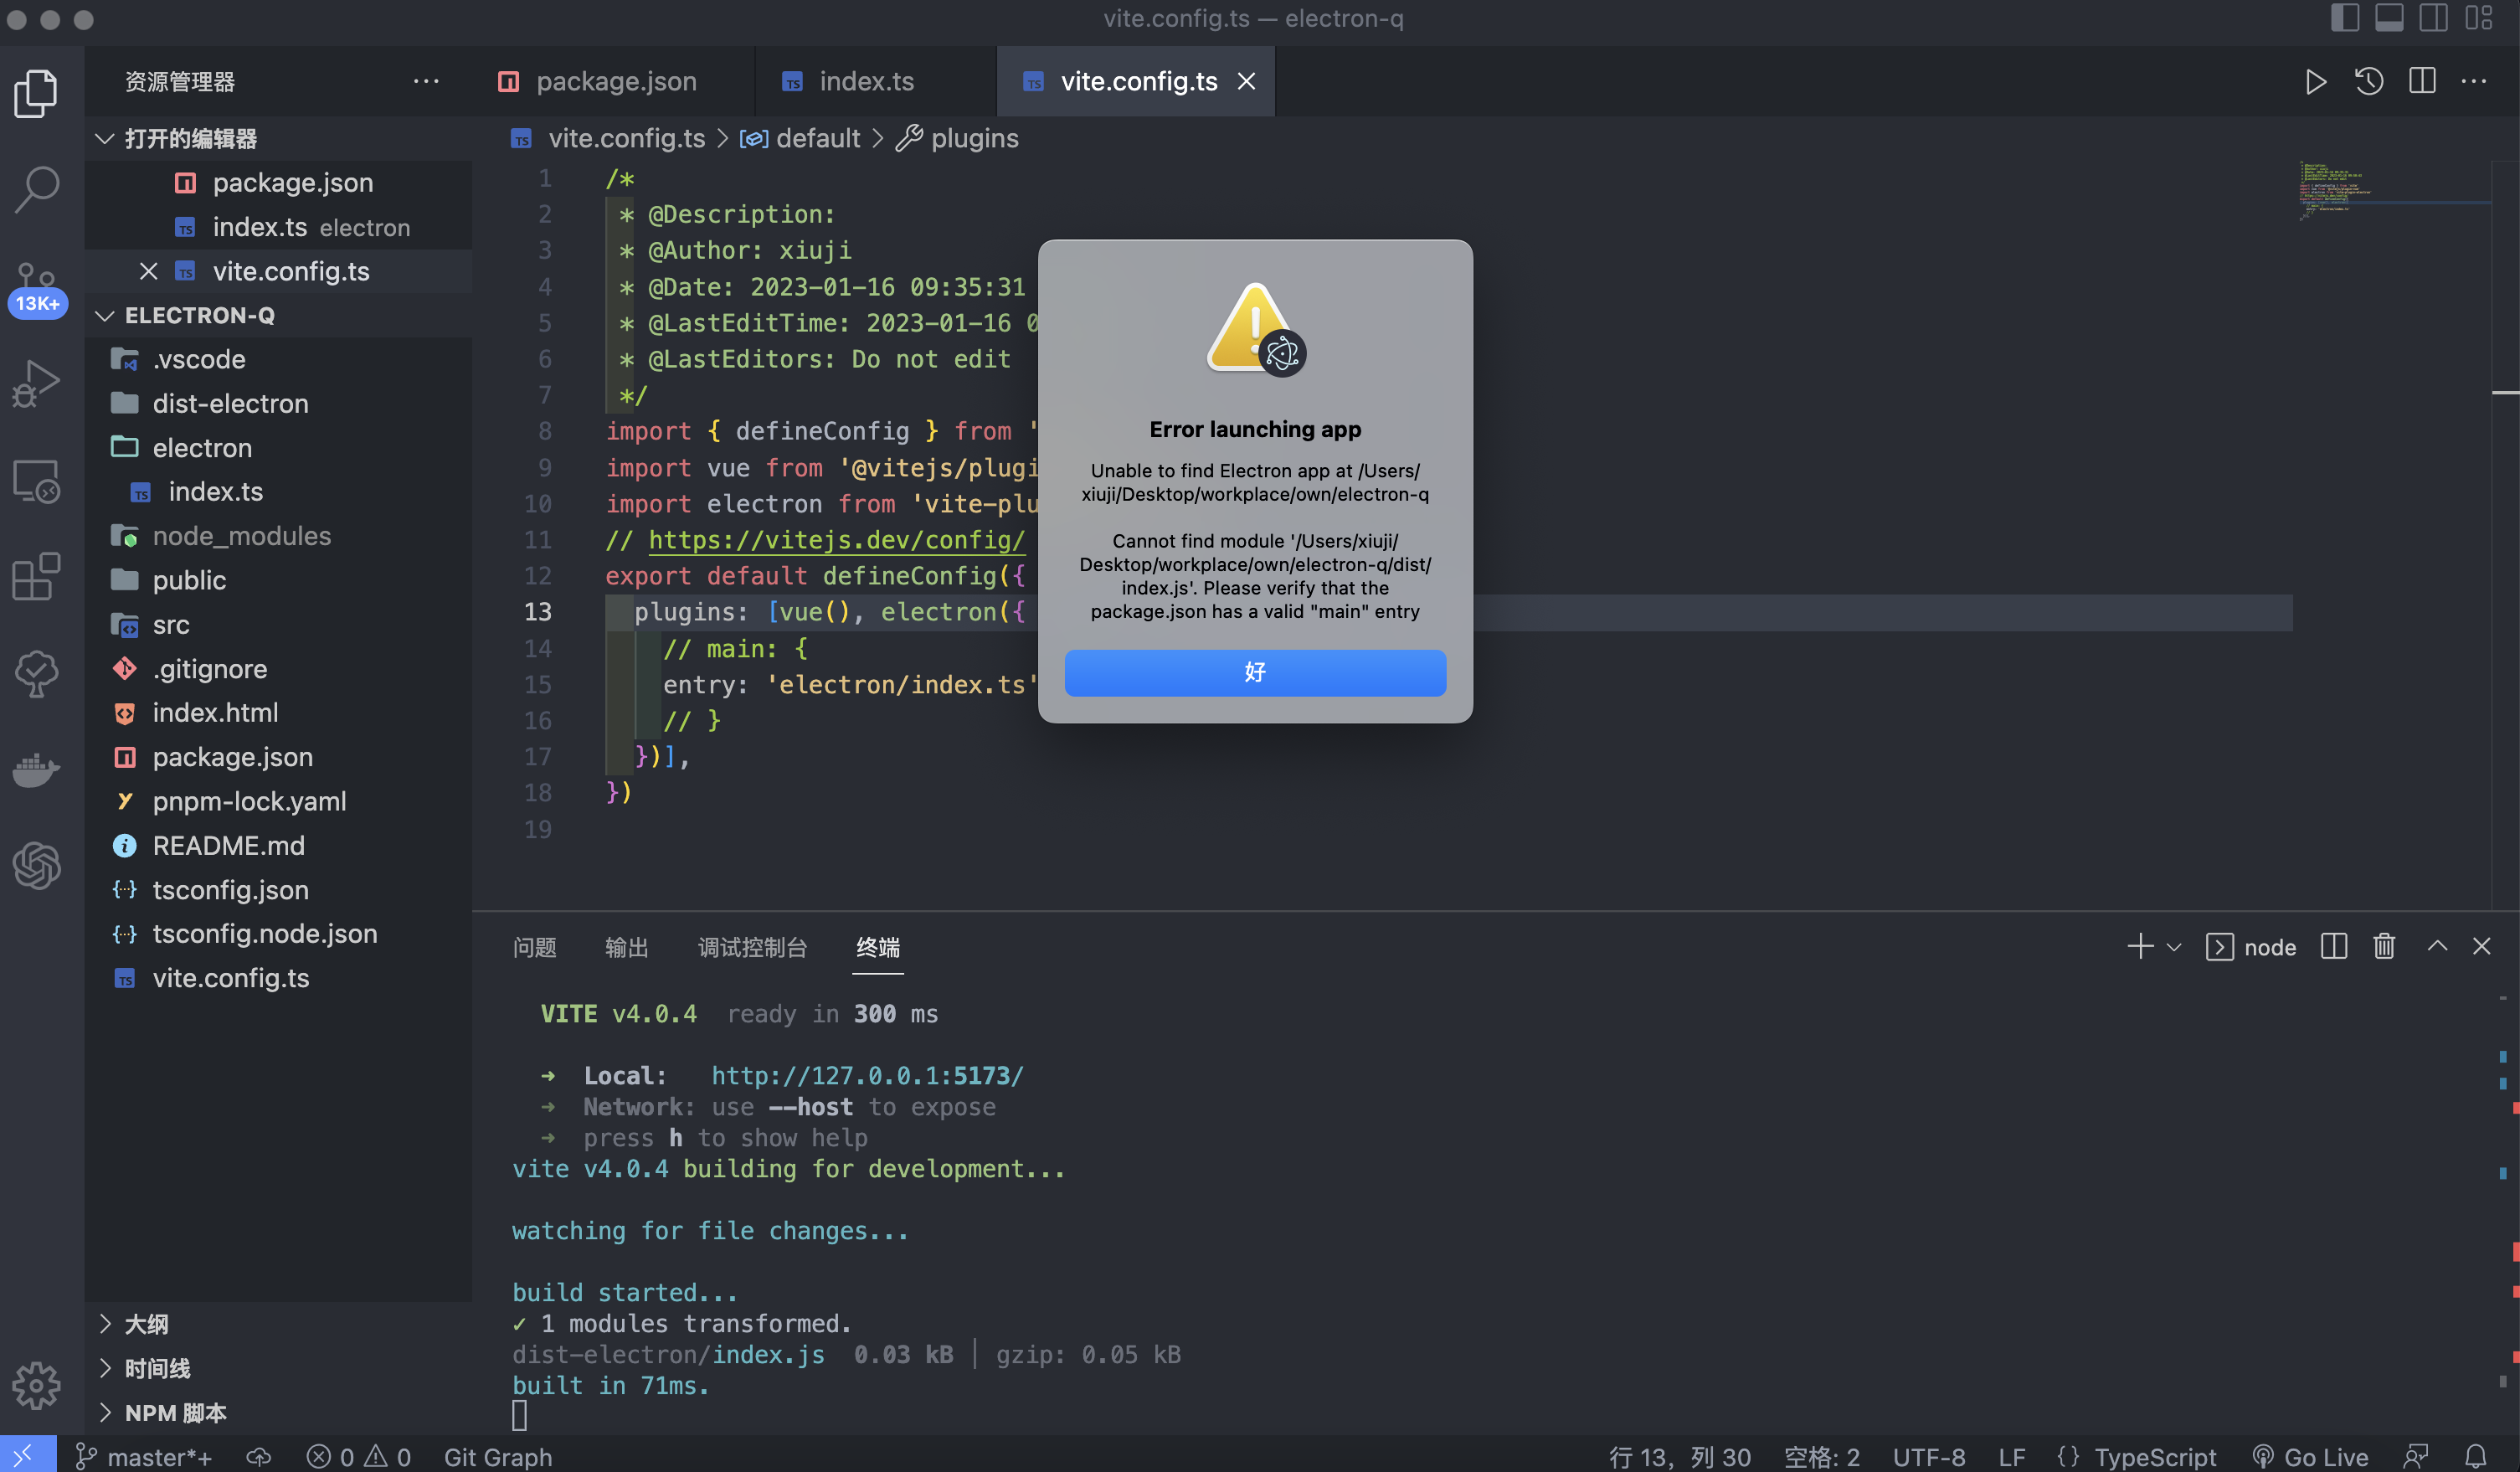 vite.config.ts — electron-q
资源管理器
package.json
index.ts
vite.config.ts
打开的编辑器
package.json
index.ts electron
vite.config.ts
13K+
ELECTRON-Q
.vscode
dist-electron
electron
index.ts
node_modules
public
src
.gitignore
index.html
package.json
pnpm-lock.yaml
README.md
tsconfig.json
tsconfig.node.json
vite.config.ts
大纲
时间线
NPM 脚本
vite.config.ts > default > plugins
1 /*
2 * @Description:
3 * @Author: xiuji
4 * @Date: 2023-01-16 09:35:31
5 * @LastEditTime: 2023-01-16 0
6 * @LastEditors: Do not edit
7 */
8 import { defineConfig } from '
9 import vue from '@vitejs/plugi
10 import electron from 'vite-plu
11 // https://vitejs.dev/config/
12 export default defineConfig({
13 plugins: [vue(), electron({
14 // main: {
15 entry: 'electron/index.ts'
16 // }
17 })],
18 })
19
Error launching app
Unable to find Electron app at /Users/
xiuji/Desktop/workplace/own/electron-q
Cannot find module '/Users/xiuji/
Desktop/workplace/own/electron-q/dist/
index.js'. Please verify that the
package.json has a valid "main" entry
好
问题 输出 调试控制台 终端
node
VITE v4.0.4 ready in 300 ms
➜ Local: http://127.0.0.1:5173/
➜ Network: use --host to expose
➜ press h to show help
vite v4.0.4 building for development...
watching for file changes...
build started...
✓ 1 modules transformed.
dist-electron/index.js 0.03 kB │ gzip: 0.05 kB
built in 71ms.
master*+ 0 0 Git Graph 行 13，列 30 空格: 2 UTF-8 LF {} TypeScript Go Live